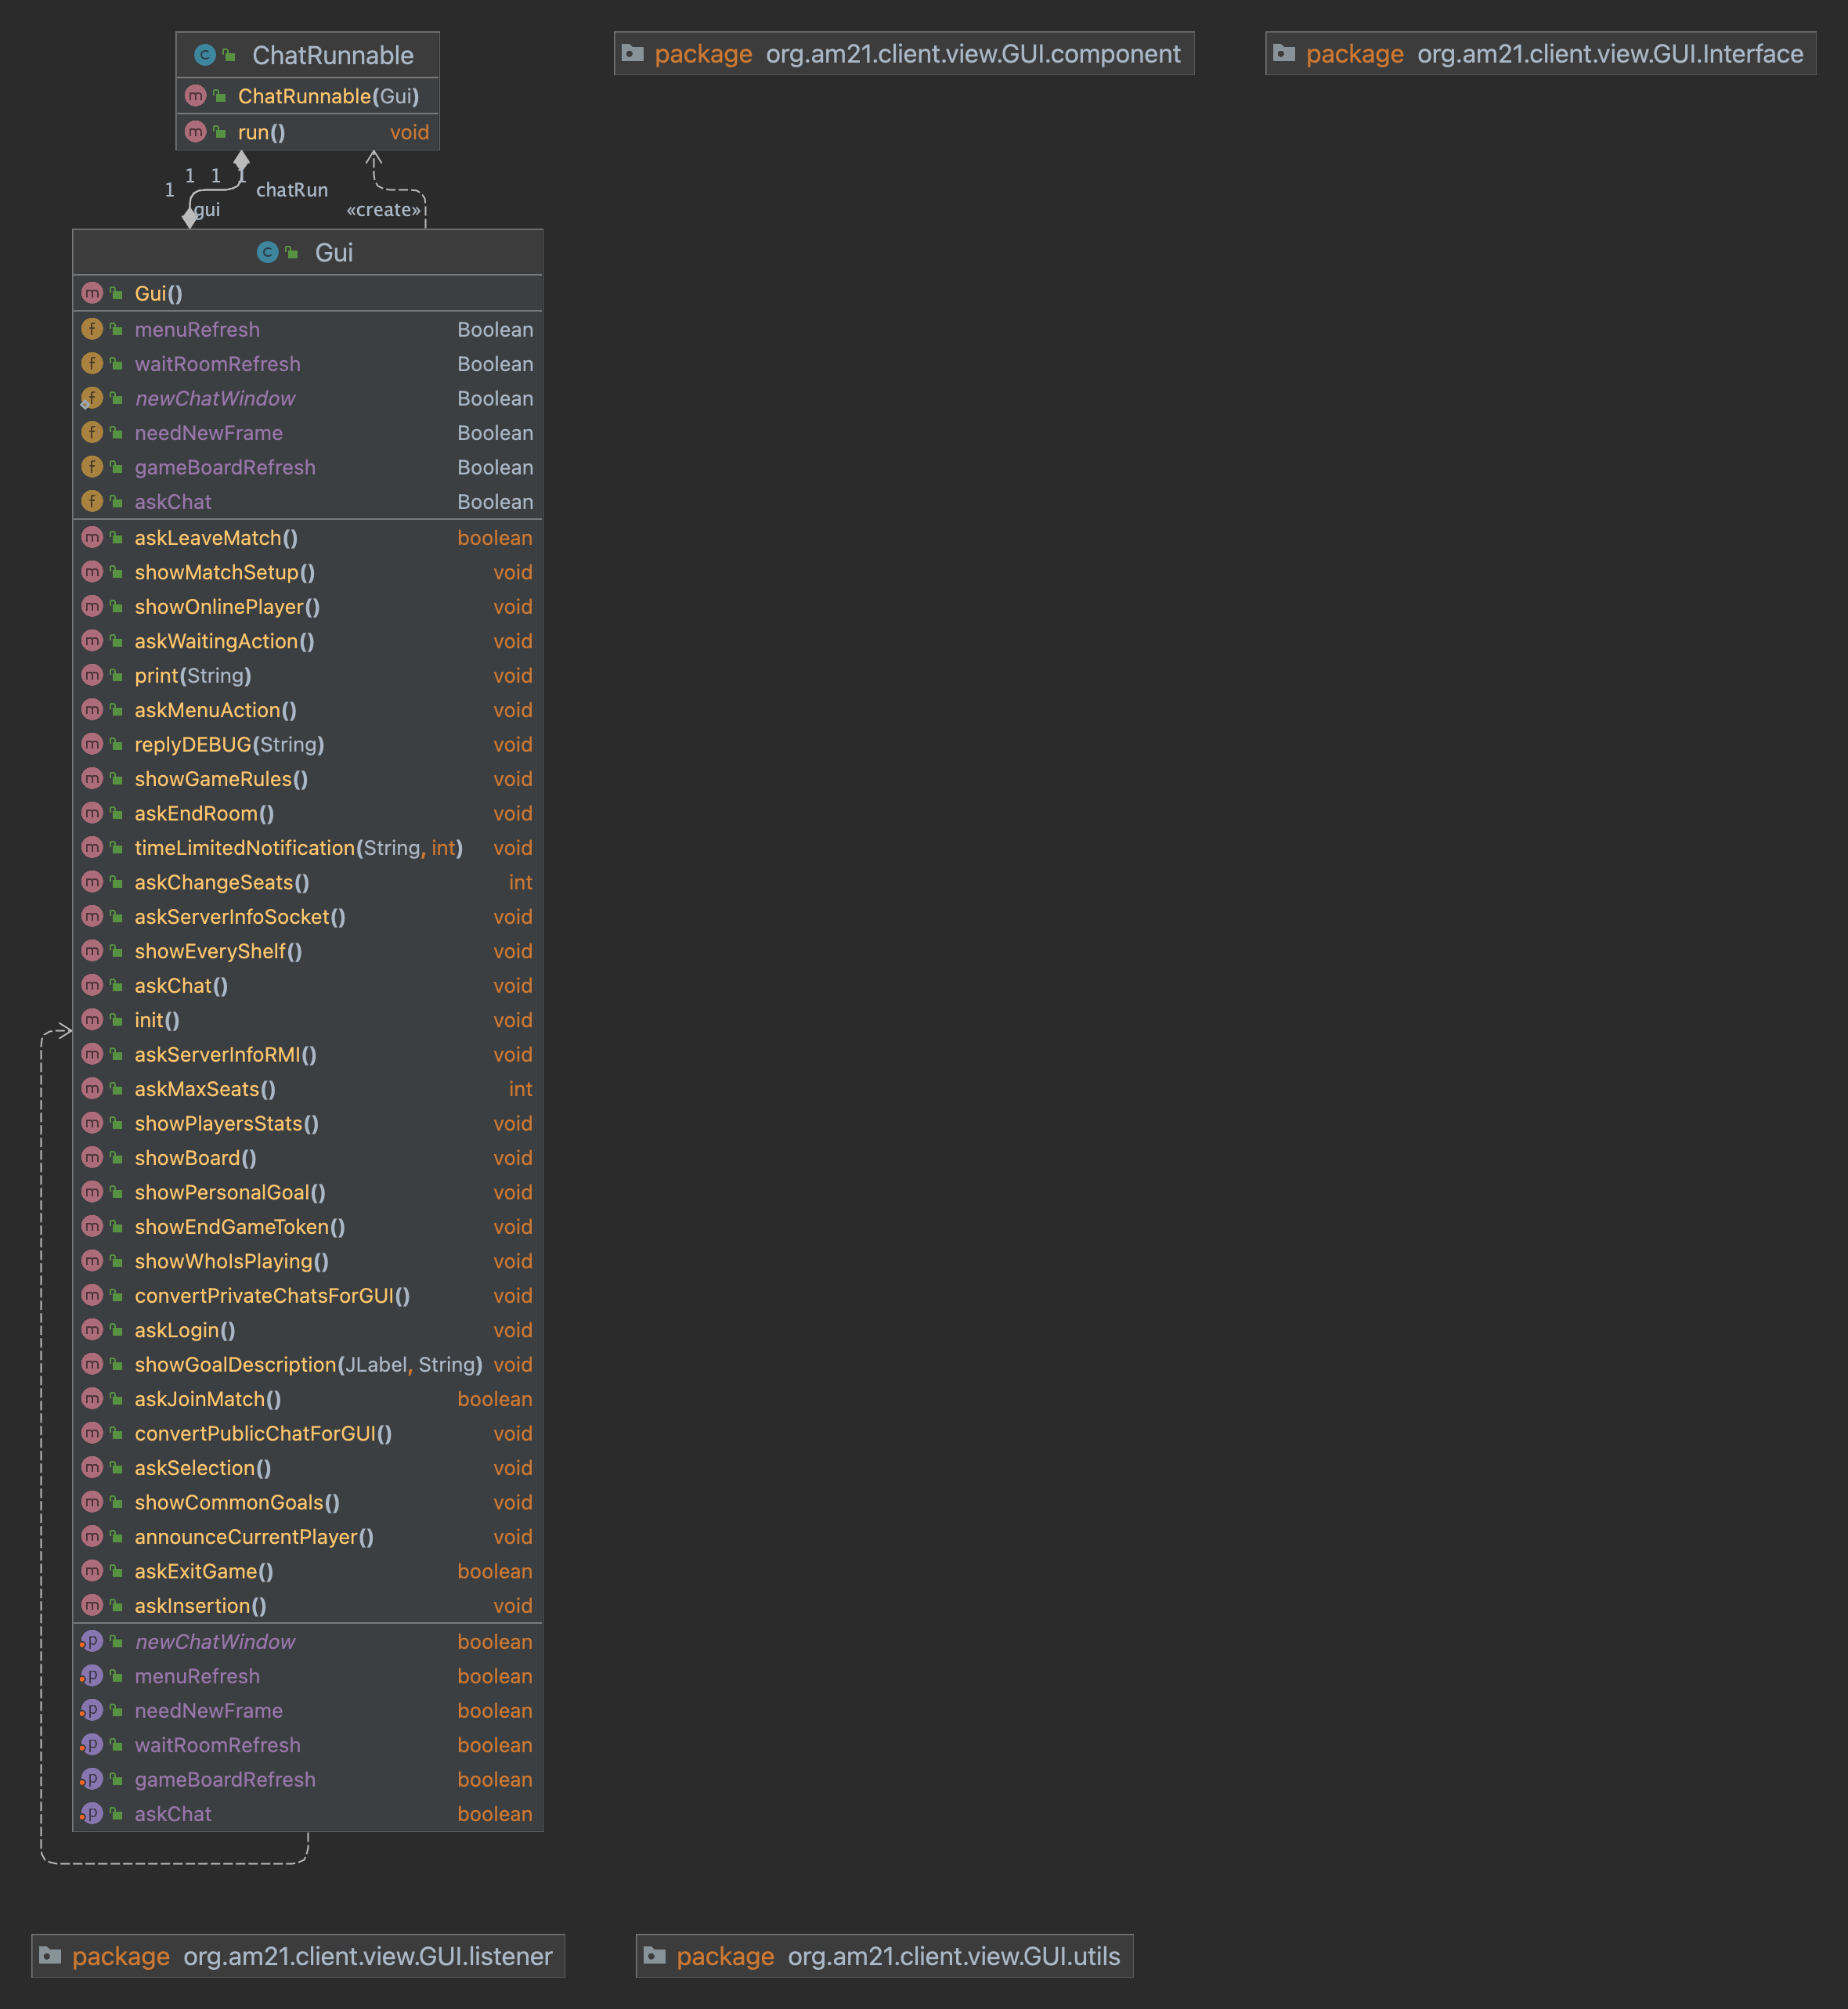 ChatRunnable
ChatRunnable(Gui)
run() void
package org.am21.client.view.GUI.component
package org.am21.client.view.GUI.Interface
1 1 1 1
chatRun
gui
«create»
Gui
Gui()
menuRefresh Boolean
waitRoomRefresh Boolean
newChatWindow Boolean
needNewFrame Boolean
gameBoardRefresh Boolean
askChat Boolean
askLeaveMatch() boolean
showMatchSetup() void
showOnlinePlayer() void
askWaitingAction() void
print(String) void
askMenuAction() void
replyDEBUG(String) void
showGameRules() void
askEndRoom() void
timeLimitedNotification(String, int) void
askChangeSeats() int
askServerInfoSocket() void
showEveryShelf() void
askChat() void
init() void
askServerInfoRMI() void
askMaxSeats() int
showPlayersStats() void
showBoard() void
showPersonalGoal() void
showEndGameToken() void
showWhoIsPlaying() void
convertPrivateChatsForGUI() void
askLogin() void
showGoalDescription(JLabel, String) void
askJoinMatch() boolean
convertPublicChatForGUI() void
askSelection() void
showCommonGoals() void
announceCurrentPlayer() void
askExitGame() boolean
askInsertion() void
newChatWindow boolean
menuRefresh boolean
needNewFrame boolean
waitRoomRefresh boolean
gameBoardRefresh boolean
askChat boolean
package org.am21.client.view.GUI.listener
package org.am21.client.view.GUI.utils